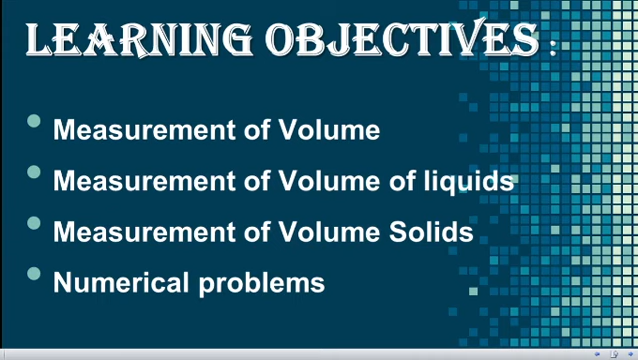 LEARNING OBJECTIVES :
• Measurement of Volume
• Measurement of Volume of liquids
• Measurement of Volume Solids
• Numerical problems